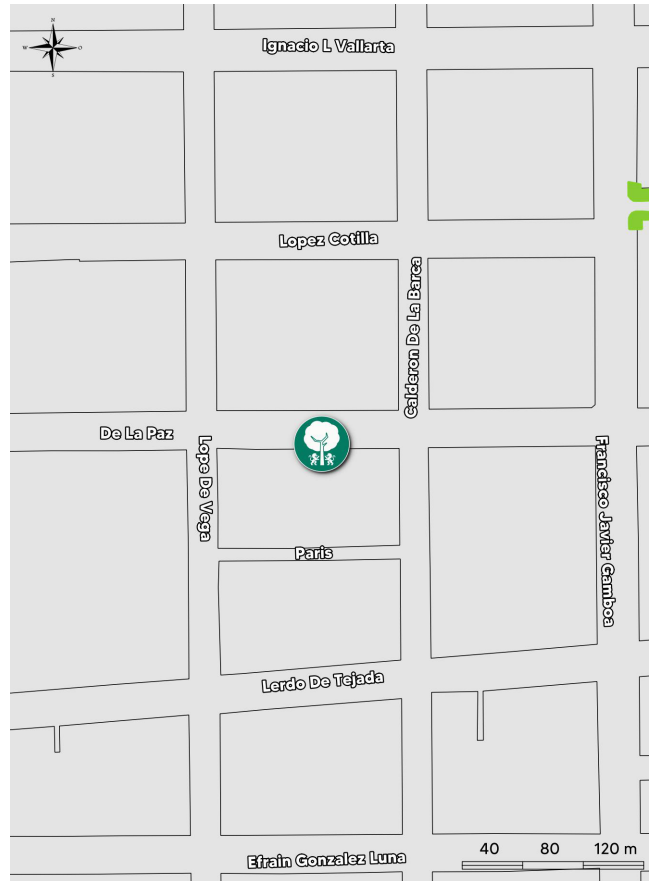 N
W
O
S
Ignacio L Vallarta
Lopez Cotilla
Calderon De La Barca
De La Paz
Lope De Vega
Francisco Javier Gamboa
Paris
Lerdo De Tejada
Efrain Gonzalez Luna
40 80 120 m